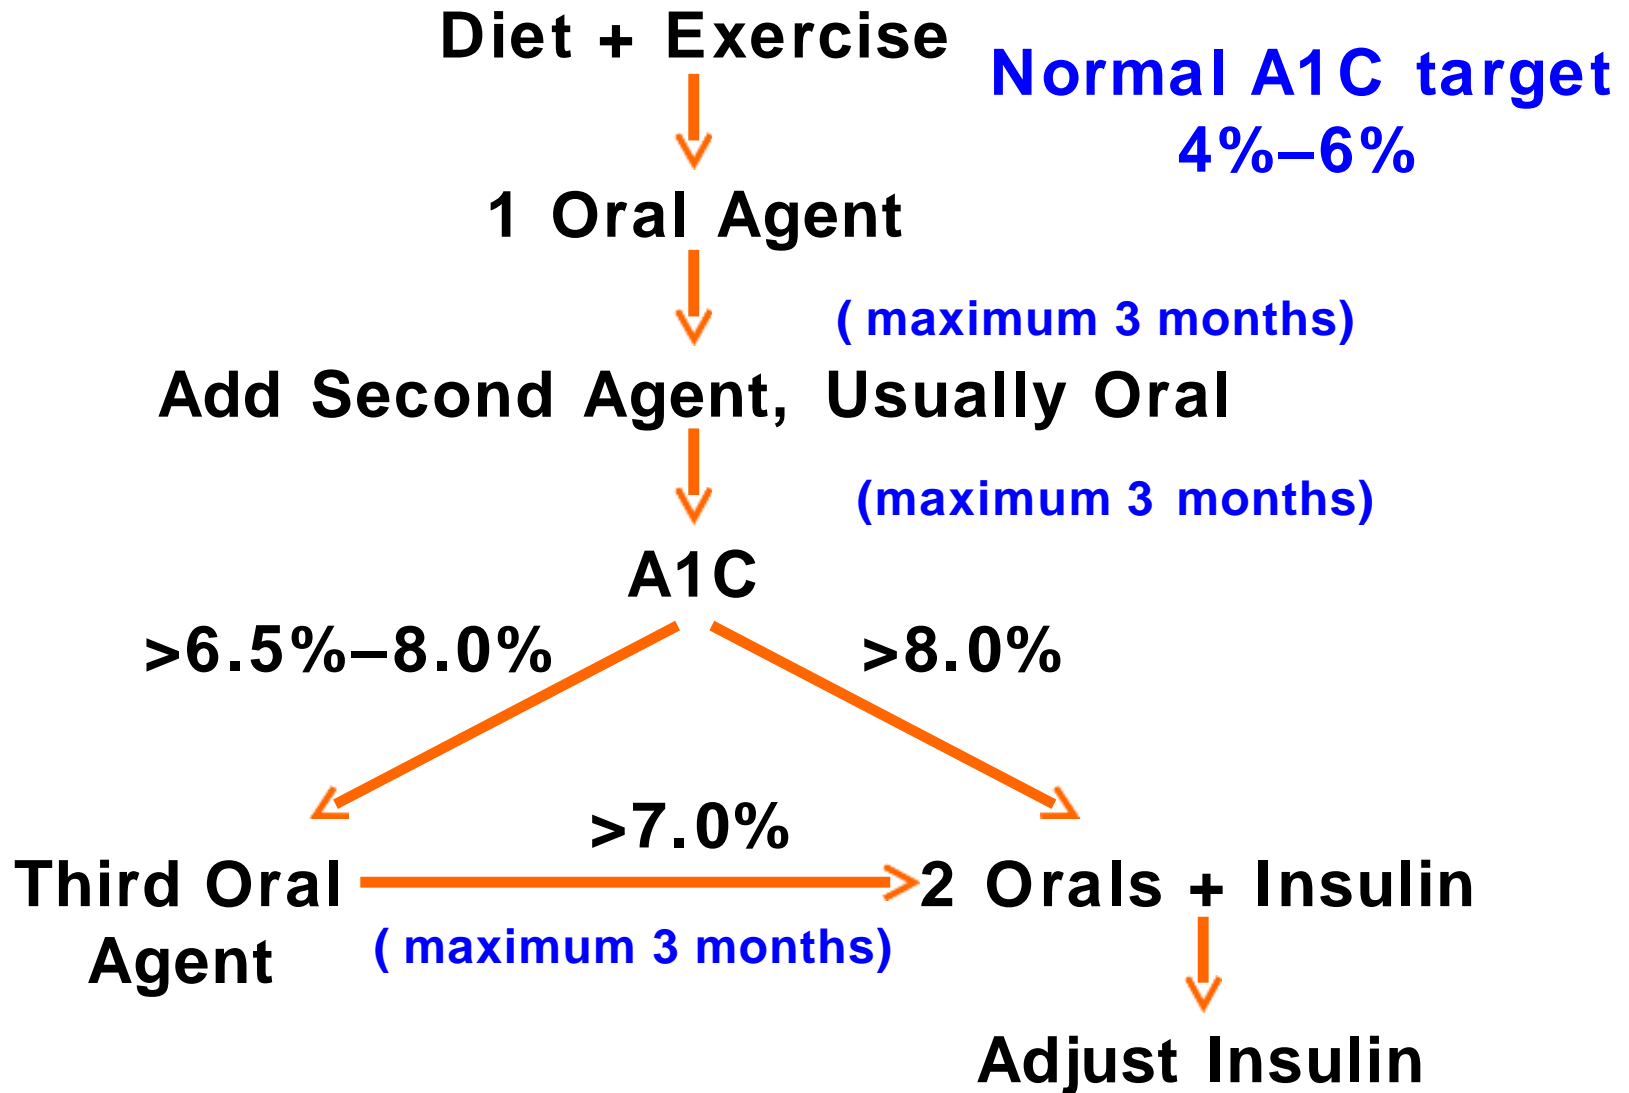 Diet + Exercise
Normal A1C target
4%–6%
1 Oral Agent
( maximum 3 months)
Add Second Agent, Usually Oral
(maximum 3 months)
A1C
>6.5%–8.0%
>8.0%
>7.0%
Third Oral
Agent
( maximum 3 months)
2 Orals + Insulin
Adjust Insulin